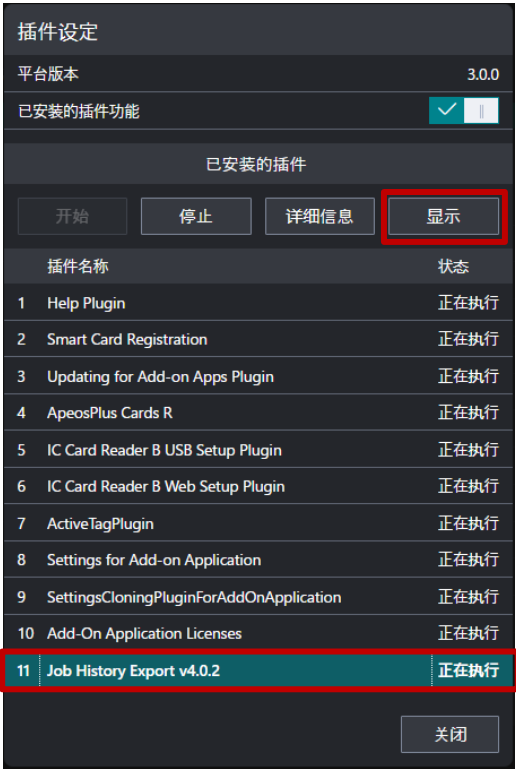 插件设定
平台版本 3.0.0
已安装的插件功能
已安装的插件
开始 停止 详细信息 显示
插件名称 状态
1 Help Plugin 正在执行
2 Smart Card Registration 正在执行
3 Updating for Add-on Apps Plugin 正在执行
4 ApeosPlus Cards R 正在执行
5 IC Card Reader B USB Setup Plugin 正在执行
6 IC Card Reader B Web Setup Plugin 正在执行
7 ActiveTagPlugin 正在执行
8 Settings for Add-on Application 正在执行
9 SettingsCloningPluginForAddOnApplication 正在执行
10 Add-On Application Licenses 正在执行
11 Job History Export v4.0.2 正在执行
关闭